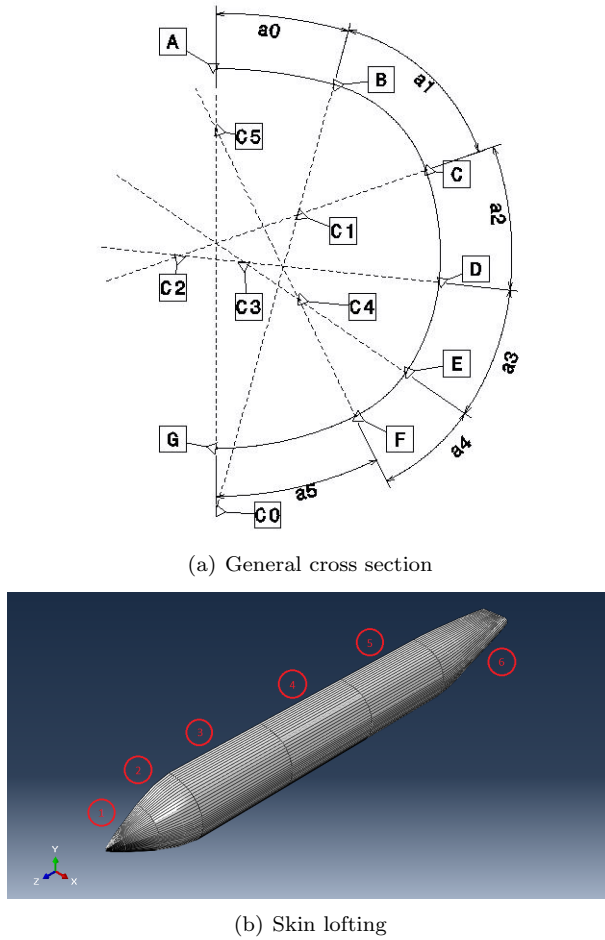 a0
A
B
a1
C5
C
C1
a2
C2
C3
D
C4
E
a3
G
F
a4
a5
C0
(a) General cross section
5
6
4
3
2
1
Y
Z
X
(b) Skin lofting